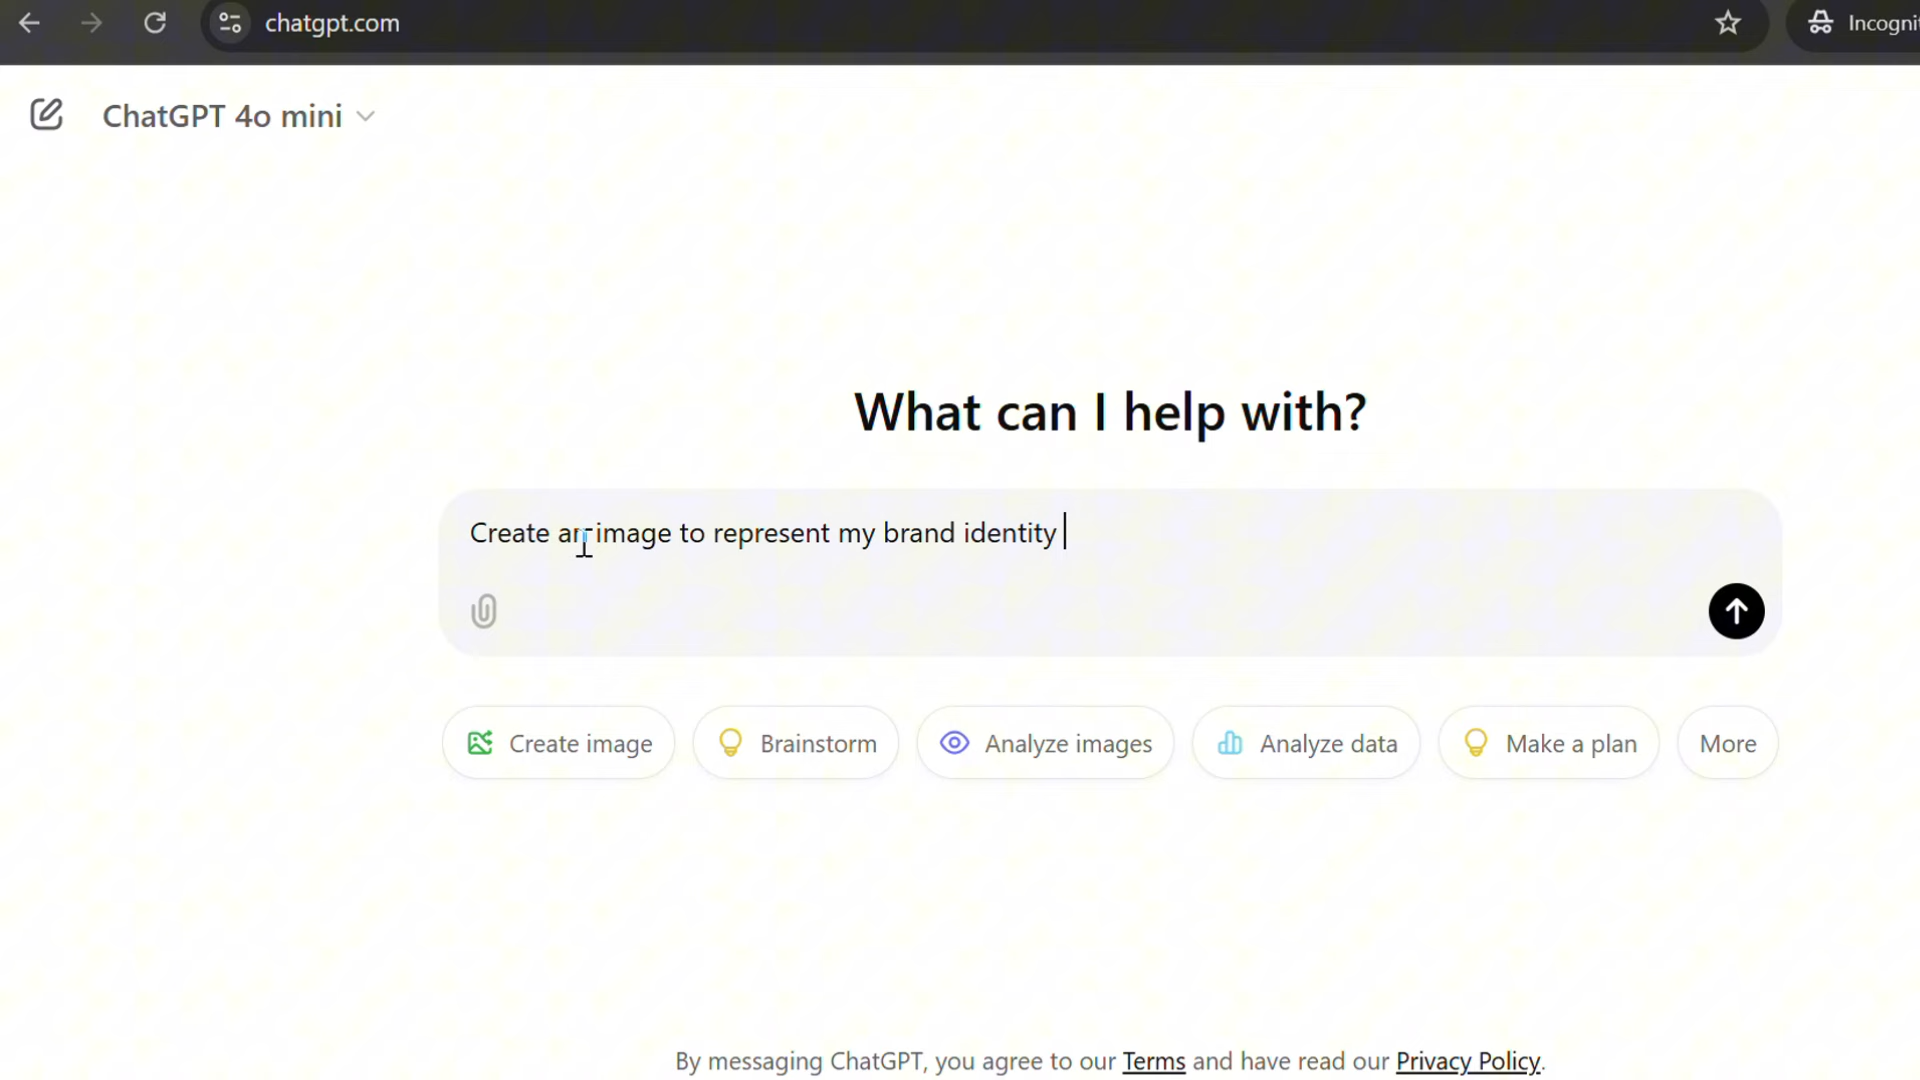 chatgpt.com
Incogni
ChatGPT 4o mini
What can I help with?
Create an image to represent my brand identity
Create image Brainstorm Analyze images Analyze data Make a plan More
By messaging ChatGPT, you agree to our Terms and have read our Privacy Policy.